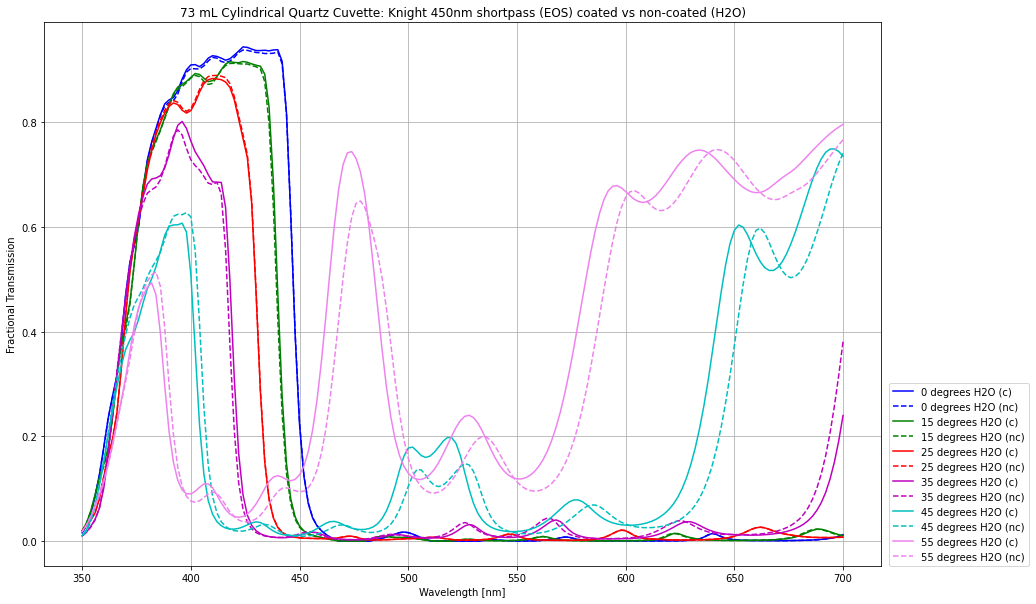 73 mL Cylindrical Quartz Cuvette: Knight 450nm shortpass (EOS) coated vs non-coated (H2O)
Fractional Transmission
0.8
0.6
0.4
0.2
0.0
350 400 450 500 550 600 650 700
Wavelength [nm]
0 degrees H2O (c)
0 degrees H2O (nc)
15 degrees H2O (c)
15 degrees H2O (nc)
25 degrees H2O (c)
25 degrees H2O (nc)
35 degrees H2O (c)
35 degrees H2O (nc)
45 degrees H2O (c)
45 degrees H2O (nc)
55 degrees H2O (c)
55 degrees H2O (nc)